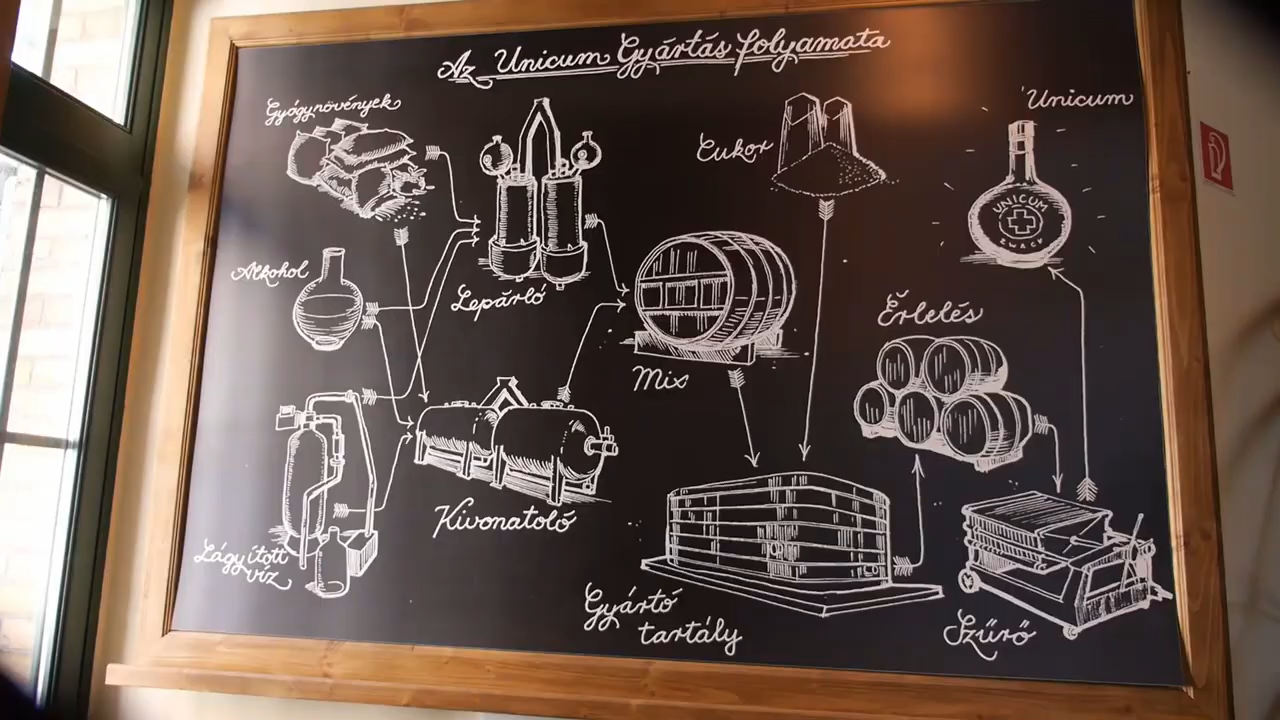 Az Unicum Gyártás folyamata
Gyógynövények
Cukor
Unicum
UNICUM
ZWACK
Alkohol
Lepárló
Érlelés
Mix
Kivonatoló
Lágyított
víz
Gyártó
tartály
Szűrő